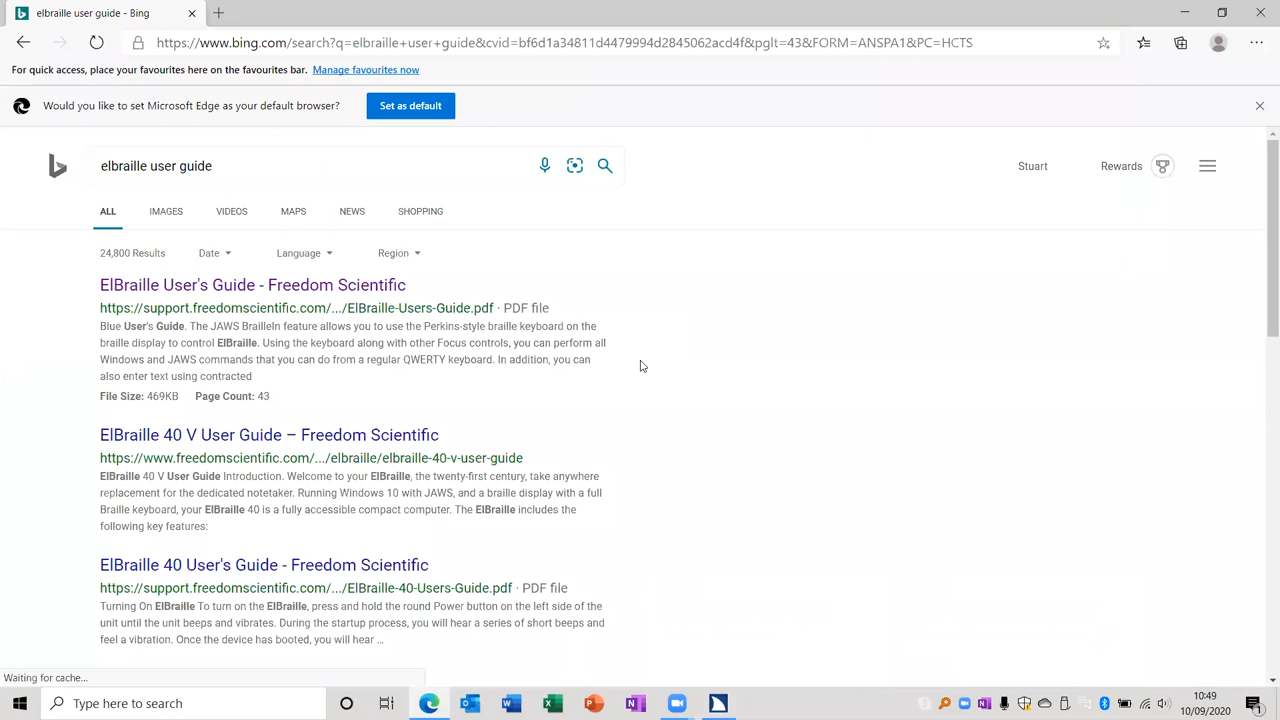 elbraille user guide - Bing
https://www.bing.com/search?q=elbraille+user+guide&cvid=bf6d1a34811d4479994d2845062acd4f&pglt=43&FORM=ANSPA1&PC=HCTS
For quick access, place your favourites here on the favourites bar. Manage favourites now
Would you like to set Microsoft Edge as your default browser? Set as default
elbraille user guide Stuart Rewards
ALL IMAGES VIDEOS MAPS NEWS SHOPPING
24,800 Results Date Language Region
ElBraille User's Guide - Freedom Scientific
https://support.freedomscientific.com/.../ElBraille-Users-Guide.pdf · PDF file
Blue User's Guide. The JAWS BrailleIn feature allows you to use the Perkins-style braille keyboard on the
braille display to control ElBraille. Using the keyboard along with other Focus controls, you can perform all
Windows and JAWS commands that you can do from a regular QWERTY keyboard. In addition, you can
also enter text using contracted
File Size: 469KB Page Count: 43
ElBraille 40 V User Guide – Freedom Scientific
https://www.freedomscientific.com/.../elbraille/elbraille-40-v-user-guide
ElBraille 40 V User Guide Introduction. Welcome to your ElBraille, the twenty-first century, take anywhere
replacement for the dedicated notetaker. Running Windows 10 with JAWS, and a braille display with a full
Braille keyboard, your ElBraille 40 is a fully accessible compact computer. The ElBraille includes the
following key features:
ElBraille 40 User's Guide - Freedom Scientific
https://support.freedomscientific.com/.../ElBraille-40-Users-Guide.pdf · PDF file
Turning On ElBraille To turn on the ElBraille, press and hold the round Power button on the left side of the
unit until the unit beeps and vibrates. During the startup process, you will hear a series of short beeps and
feel a vibration. Once the device has booted, you will hear ...
Waiting for cache...
Type here to search
10:49
10/09/2020